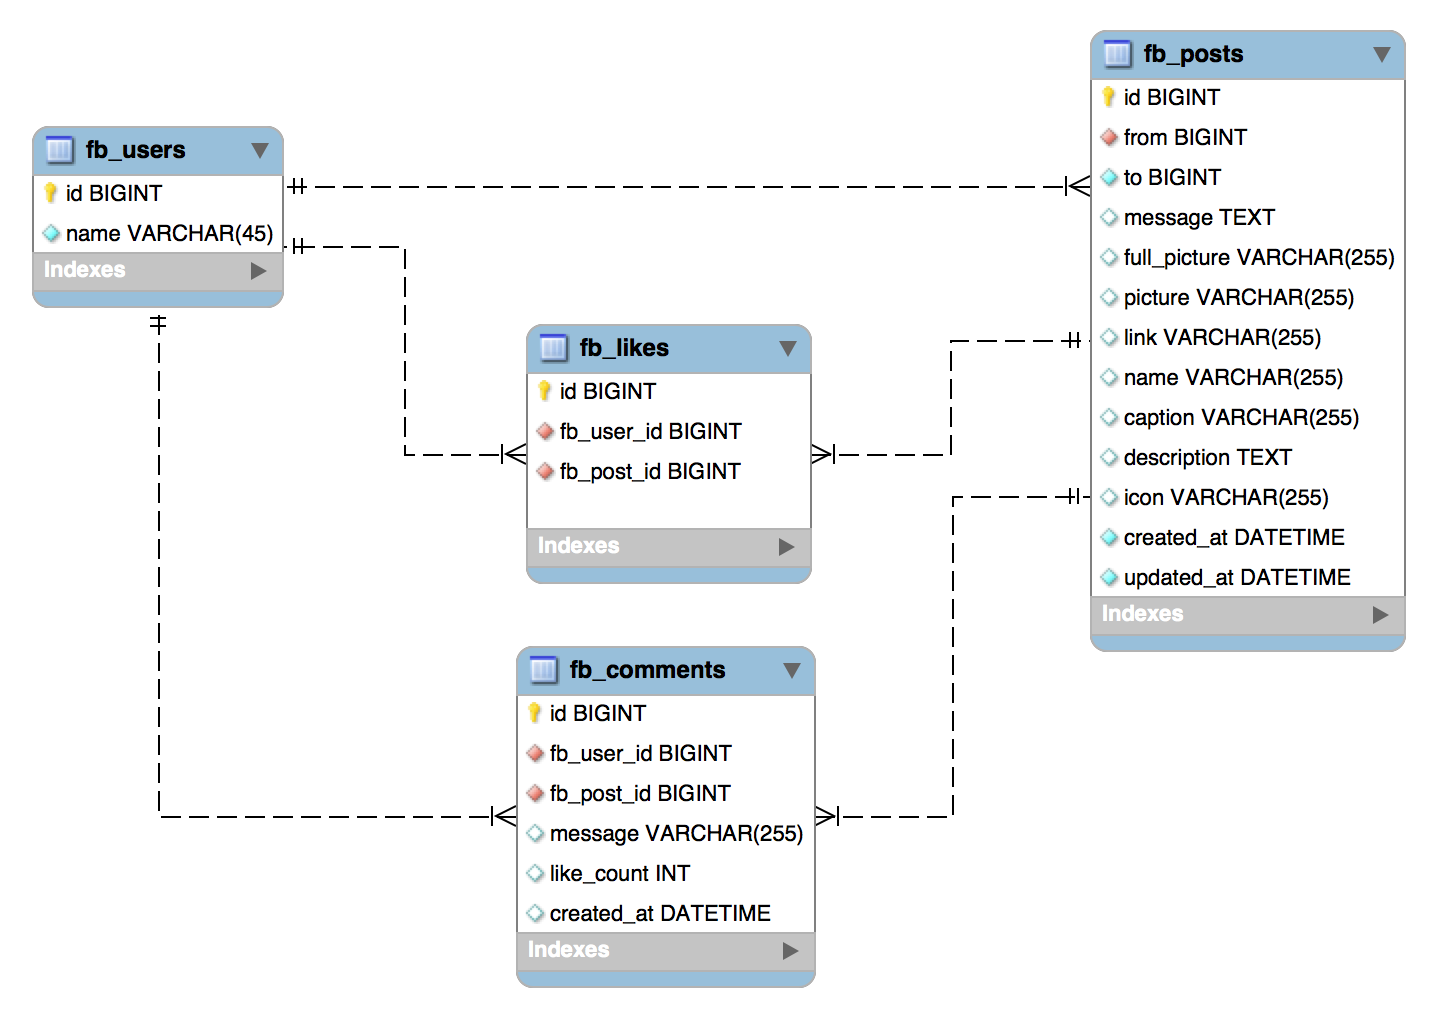 fb_users
id BIGINT
name VARCHAR(45)
Indexes
fb_likes
id BIGINT
fb_user_id BIGINT
fb_post_id BIGINT
Indexes
fb_comments
id BIGINT
fb_user_id BIGINT
fb_post_id BIGINT
message VARCHAR(255)
like_count INT
created_at DATETIME
Indexes
fb_posts
id BIGINT
from BIGINT
to BIGINT
message TEXT
full_picture VARCHAR(255)
picture VARCHAR(255)
link VARCHAR(255)
name VARCHAR(255)
caption VARCHAR(255)
description TEXT
icon VARCHAR(255)
created_at DATETIME
updated_at DATETIME
Indexes